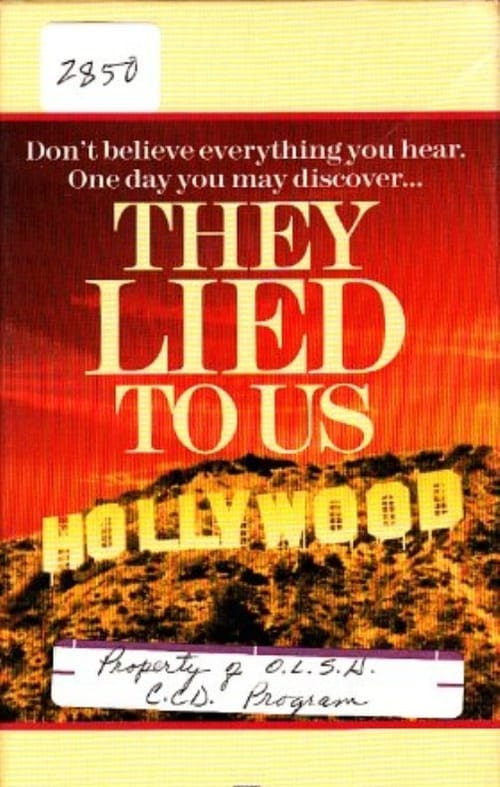 2850
Don't believe everything you hear.
One day you may discover...
THEY
LIED
TO US
HOLLYWOOD
Property of O.L.S.H.
C.C.D. Program